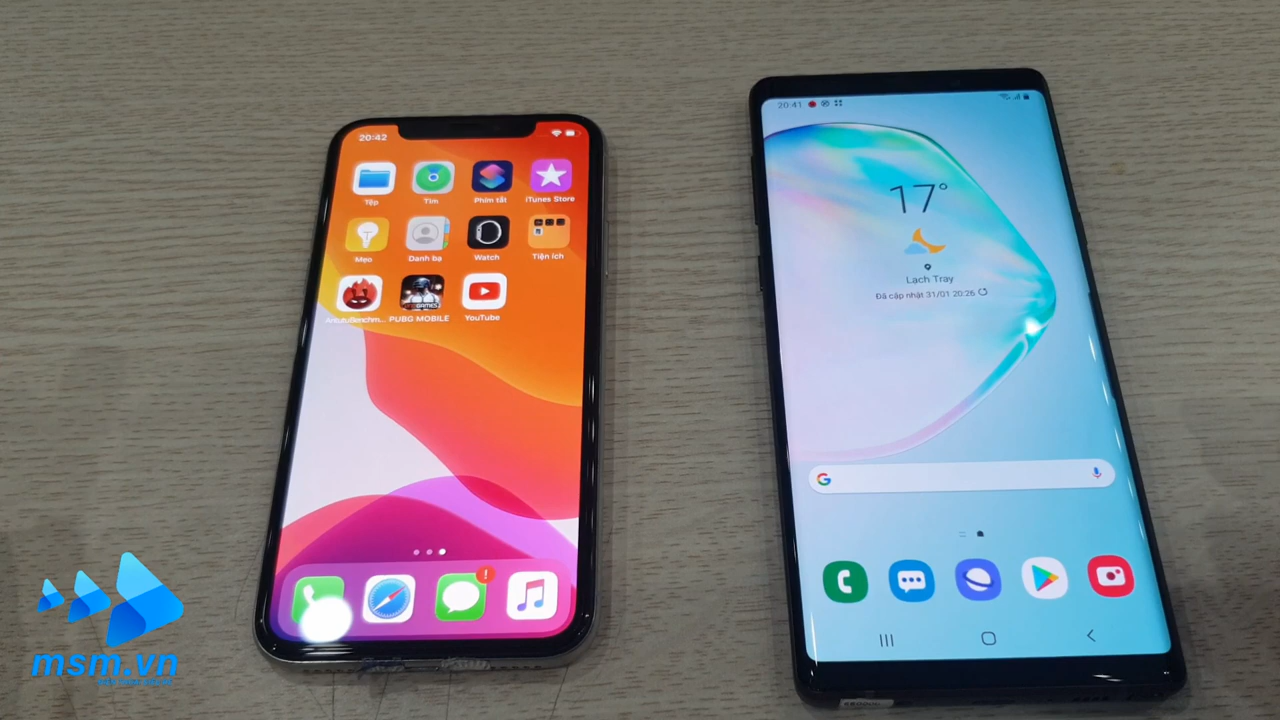 20:42
Tệp
Tìm
Phím tắt
iTunes Store
Mẹo
Danh bạ
Watch
Tiện ích
PUBG MOBILE
YouTube
20:41
17°
Lạch Tray
Đã cập nhật 31/01 20:26
msm.vn